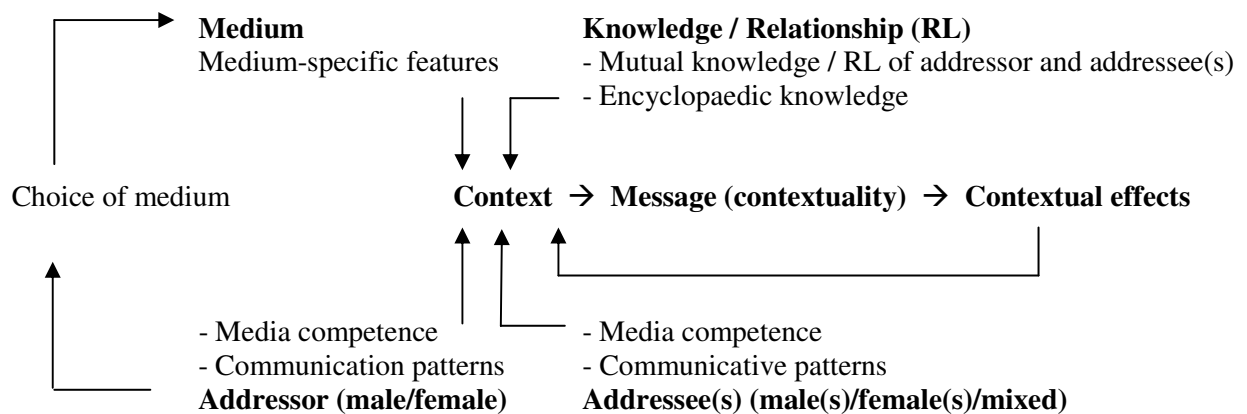 Medium
Medium-specific features
Knowledge / Relationship (RL)
- Mutual knowledge / RL of addressor and addressee(s)
- Encyclopaedic knowledge
Choice of medium
Context → Message (contextuality) → Contextual effects
- Media competence
- Communication patterns
Addressor (male/female)
- Media competence
- Communicative patterns
Addressee(s) (male(s)/female(s)/mixed)